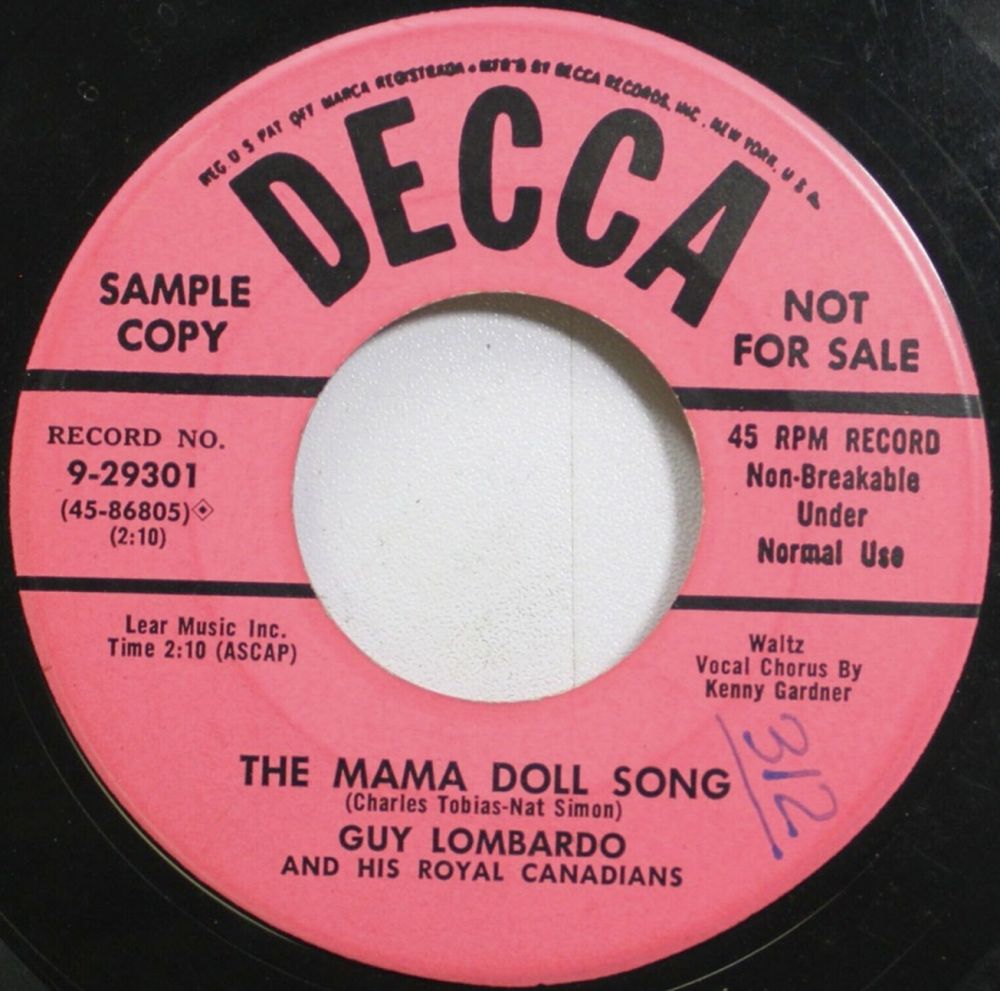 REG. U S PAT OFF MARCA REGISTRADA • MFR'D BY DECCA RECORDS, INC., NEW YORK, U S A
DECCA
SAMPLE
COPY
NOT
FOR SALE
RECORD NO.
9-29301
(45-86805)
(2:10)
45 RPM RECORD
Non-Breakable
Under
Normal Use
Lear Music Inc.
Time 2:10 (ASCAP)
Waltz
Vocal Chorus By
Kenny Gardner
312
THE MAMA DOLL SONG
(Charles Tobias-Nat Simon)
GUY LOMBARDO
AND HIS ROYAL CANADIANS